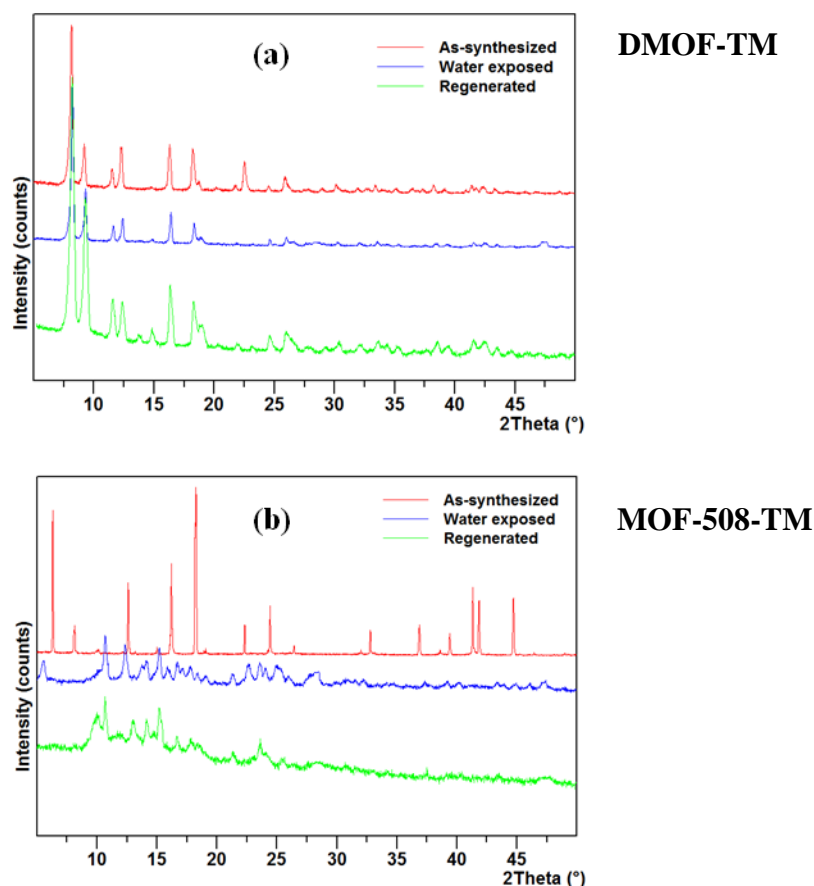 (a)
DMOF-TM
As-synthesized
Water exposed
Regenerated
Intensity (counts)
10 15 20 25 30 35 40 45
2Theta (°)
(b)
MOF-508-TM
As-synthesized
Water exposed
Regenerated
Intensity (counts)
10 15 20 25 30 35 40 45
2Theta (°)